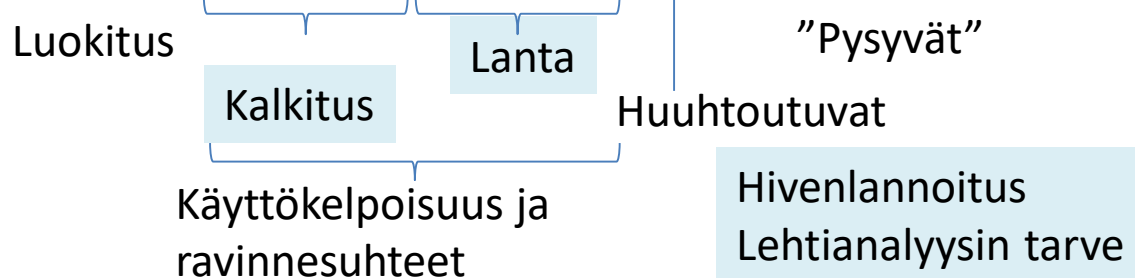 Luokitus
"Pysyvät"
Lanta
Kalkitus
Huuhtoutuvat
Käyttökelpoisuus ja
ravinnesuhteet
Hivenlannoitus
Lehtianalyysin tarve